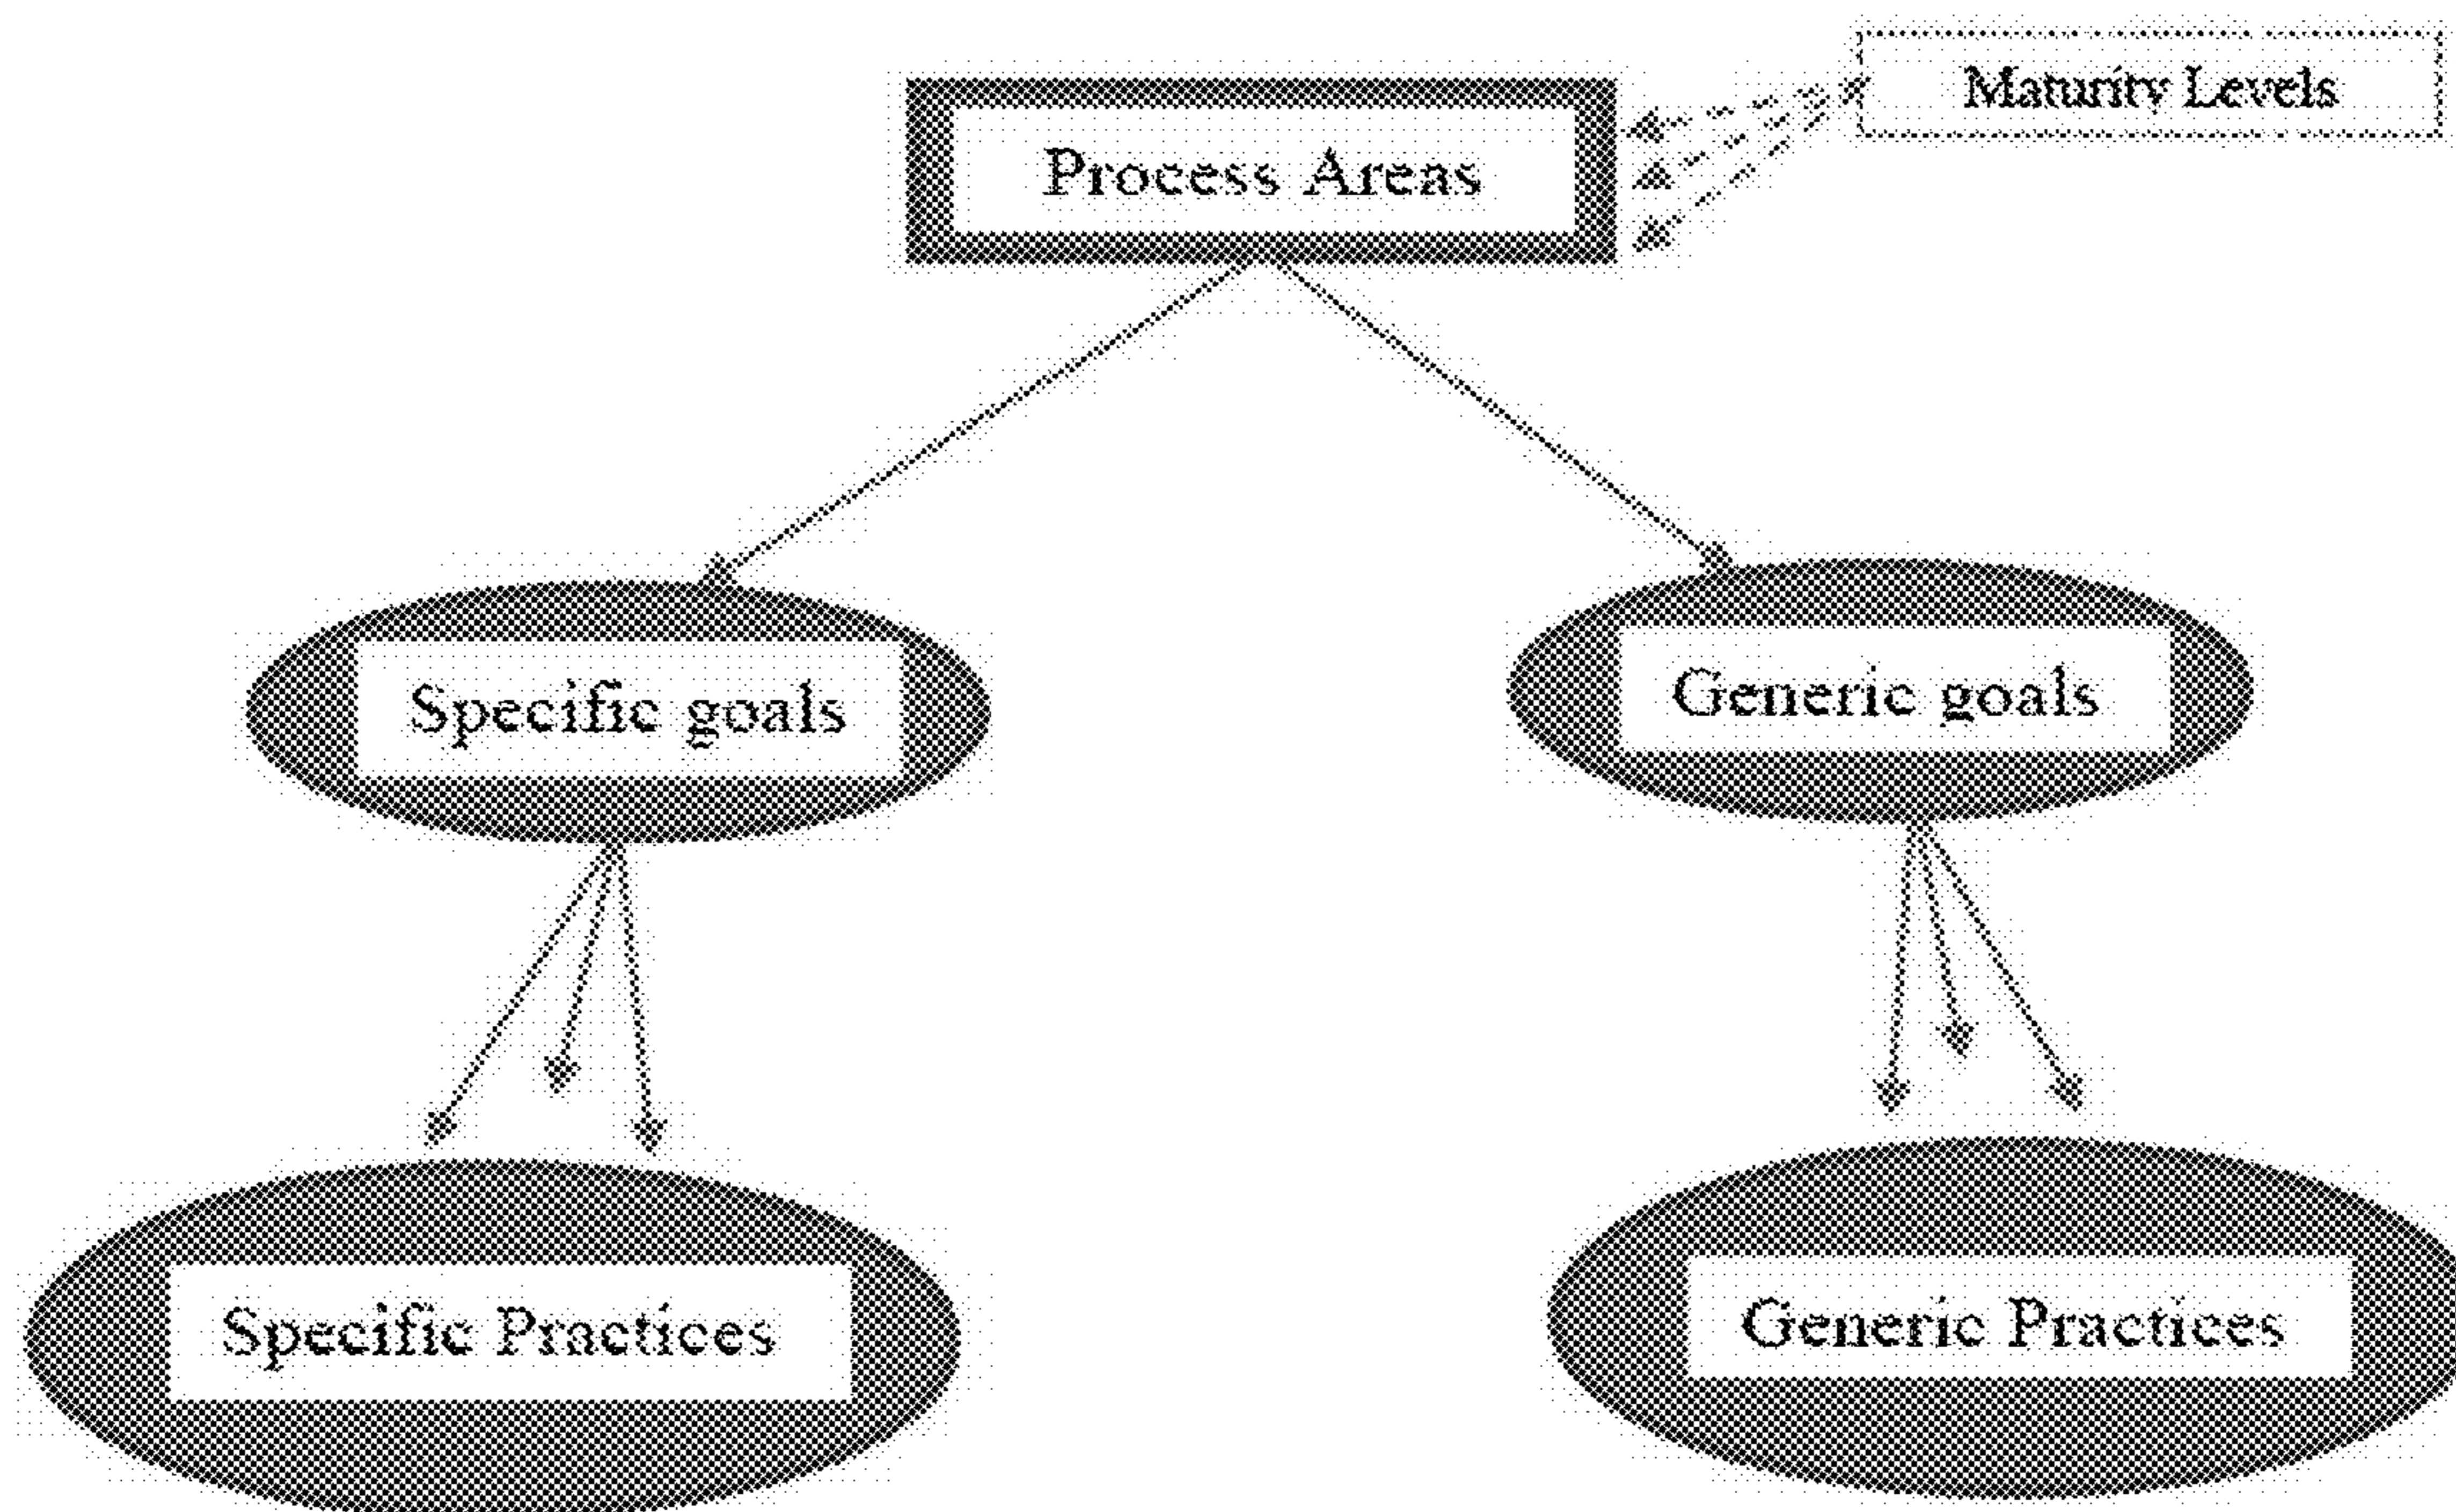 Maturity Levels
Process Areas
Specific goals
Generic goals
Specific Practices
Generic Practices